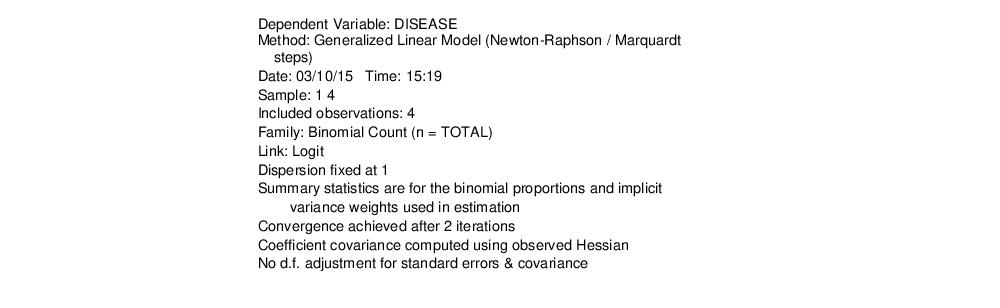 Dependent Variable: DISEASE
Method: Generalized Linear Model (Newton-Raphson / Marquardt
steps)
Date: 03/10/15   Time: 15:19
Sample: 1 4
Included observations: 4
Family: Binomial Count (n = TOTAL)
Link: Logit
Dispersion fixed at 1
Summary statistics are for the binomial proportions and implicit
variance weights used in estimation
Convergence achieved after 2 iterations
Coefficient covariance computed using observed Hessian
No d.f. adjustment for standard errors & covariance